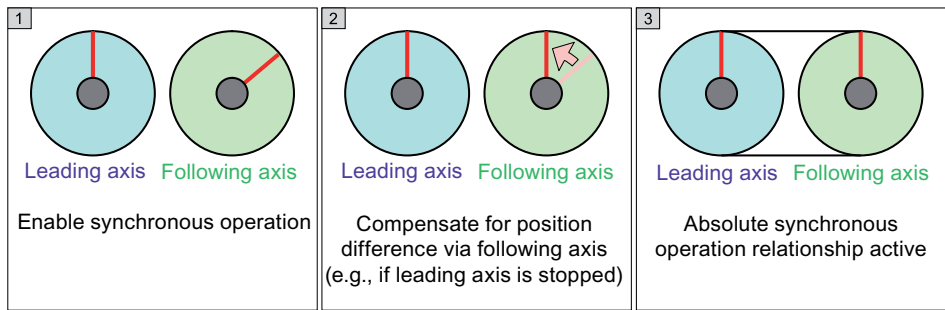 1
Leading axis
Following axis
Enable synchronous operation
2
Leading axis
Following axis
Compensate for position
difference via following axis
(e.g., if leading axis is stopped)
3
Leading axis
Following axis
Absolute synchronous
operation relationship active